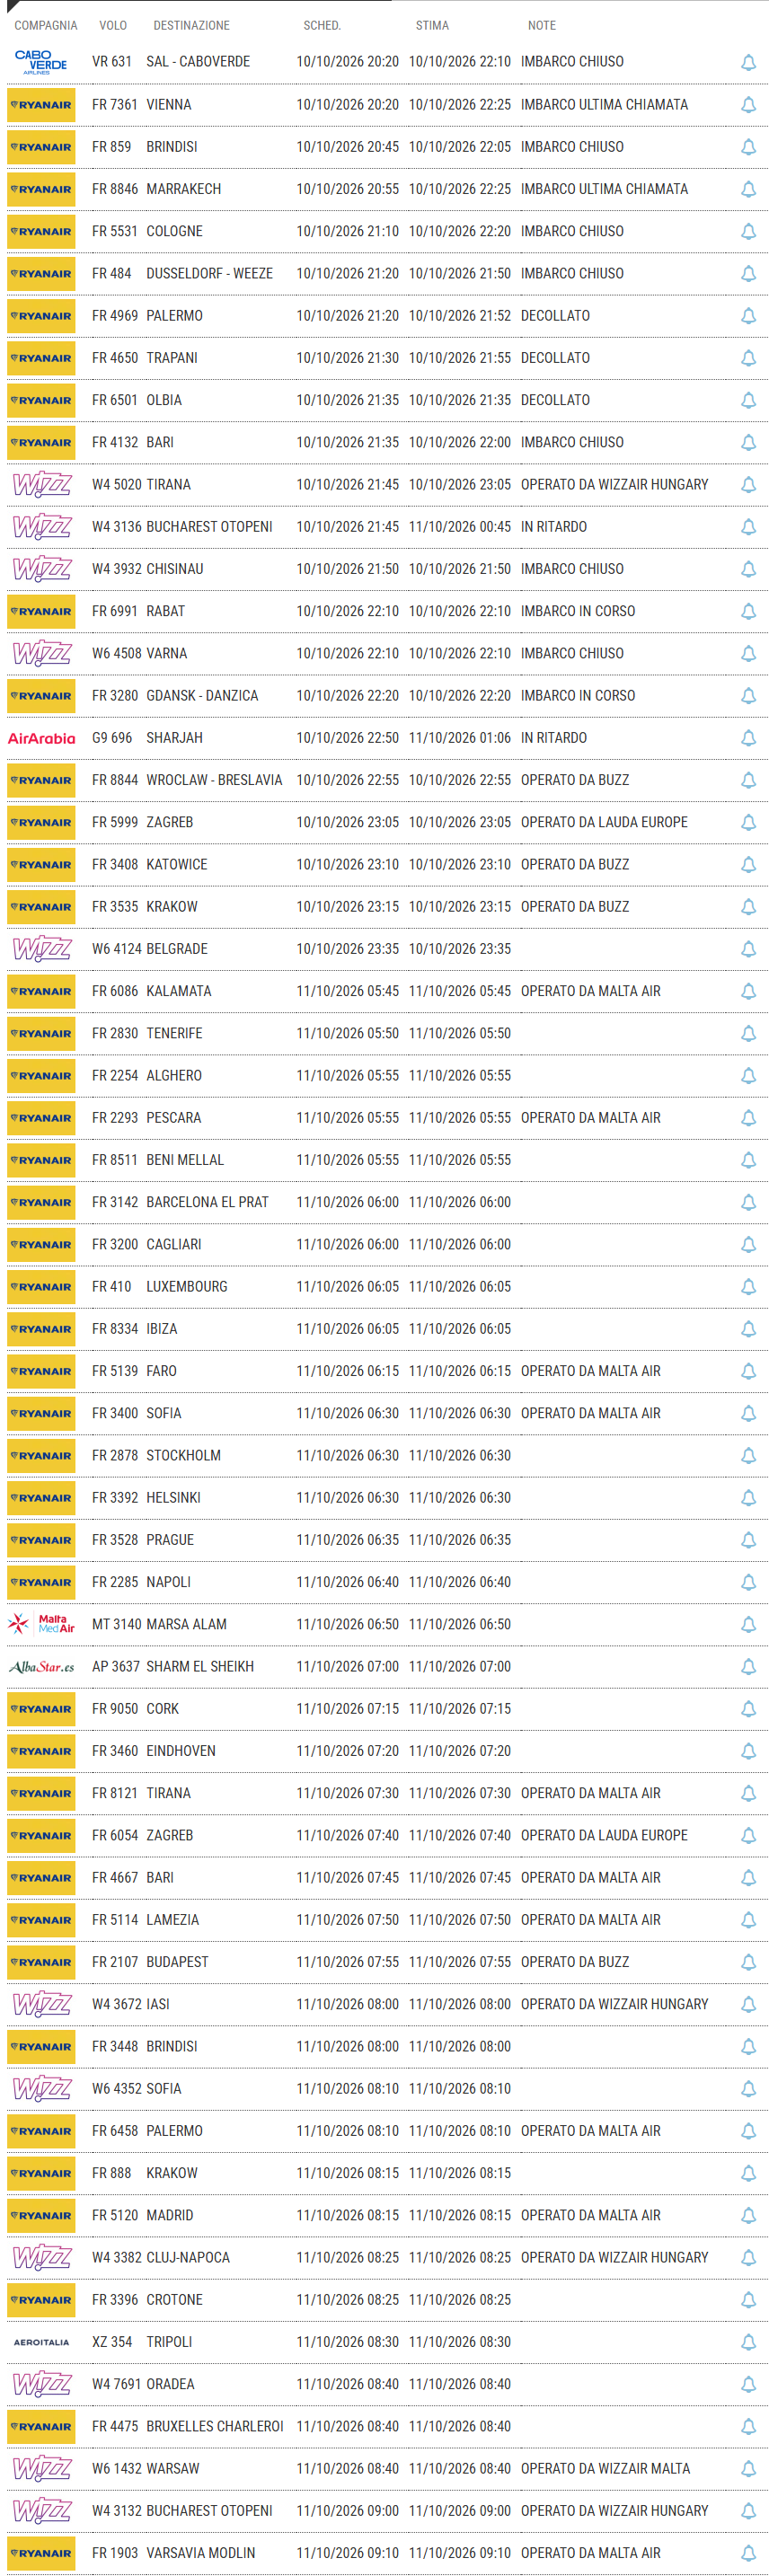 COMPAGNIA VOLO DESTINAZIONE SCHED. STIMA NOTE
CABO VERDE AIRLINES VR 631 SAL - CABOVERDE 10/10/2026 20:20 10/10/2026 22:10 IMBARCO CHIUSO
RYANAIR FR 7361 VIENNA 10/10/2026 20:20 10/10/2026 22:25 IMBARCO ULTIMA CHIAMATA
RYANAIR FR 859 BRINDISI 10/10/2026 20:45 10/10/2026 22:05 IMBARCO CHIUSO
RYANAIR FR 8846 MARRAKECH 10/10/2026 20:55 10/10/2026 22:25 IMBARCO ULTIMA CHIAMATA
RYANAIR FR 5531 COLOGNE 10/10/2026 21:10 10/10/2026 22:20 IMBARCO CHIUSO
RYANAIR FR 484 DUSSELDORF - WEEZE 10/10/2026 21:20 10/10/2026 21:50 IMBARCO CHIUSO
RYANAIR FR 4969 PALERMO 10/10/2026 21:20 10/10/2026 21:52 DECOLLATO
RYANAIR FR 4650 TRAPANI 10/10/2026 21:30 10/10/2026 21:55 DECOLLATO
RYANAIR FR 6501 OLBIA 10/10/2026 21:35 10/10/2026 21:35 DECOLLATO
RYANAIR FR 4132 BARI 10/10/2026 21:35 10/10/2026 22:00 IMBARCO CHIUSO
WIZZ W4 5020 TIRANA 10/10/2026 21:45 10/10/2026 23:05 OPERATO DA WIZZAIR HUNGARY
WIZZ W4 3136 BUCHAREST OTOPENI 10/10/2026 21:45 11/10/2026 00:45 IN RITARDO
WIZZ W4 3932 CHISINAU 10/10/2026 21:50 10/10/2026 21:50 IMBARCO CHIUSO
RYANAIR FR 6991 RABAT 10/10/2026 22:10 10/10/2026 22:10 IMBARCO IN CORSO
WIZZ W6 4508 VARNA 10/10/2026 22:10 10/10/2026 22:10 IMBARCO CHIUSO
RYANAIR FR 3280 GDANSK - DANZICA 10/10/2026 22:20 10/10/2026 22:20 IMBARCO IN CORSO
AirArabia G9 696 SHARJAH 10/10/2026 22:50 11/10/2026 01:06 IN RITARDO
RYANAIR FR 8844 WROCLAW - BRESLAVIA 10/10/2026 22:55 10/10/2026 22:55 OPERATO DA BUZZ
RYANAIR FR 5999 ZAGREB 10/10/2026 23:05 10/10/2026 23:05 OPERATO DA LAUDA EUROPE
RYANAIR FR 3408 KATOWICE 10/10/2026 23:10 10/10/2026 23:10 OPERATO DA BUZZ
RYANAIR FR 3535 KRAKOW 10/10/2026 23:15 10/10/2026 23:15 OPERATO DA BUZZ
WIZZ W6 4124 BELGRADE 10/10/2026 23:35 10/10/2026 23:35
RYANAIR FR 6086 KALAMATA 11/10/2026 05:45 11/10/2026 05:45 OPERATO DA MALTA AIR
RYANAIR FR 2830 TENERIFE 11/10/2026 05:50 11/10/2026 05:50
RYANAIR FR 2254 ALGHERO 11/10/2026 05:55 11/10/2026 05:55
RYANAIR FR 2293 PESCARA 11/10/2026 05:55 11/10/2026 05:55 OPERATO DA MALTA AIR
RYANAIR FR 8511 BENI MELLAL 11/10/2026 05:55 11/10/2026 05:55
RYANAIR FR 3142 BARCELONA EL PRAT 11/10/2026 06:00 11/10/2026 06:00
RYANAIR FR 3200 CAGLIARI 11/10/2026 06:00 11/10/2026 06:00
RYANAIR FR 410 LUXEMBOURG 11/10/2026 06:05 11/10/2026 06:05
RYANAIR FR 8334 IBIZA 11/10/2026 06:05 11/10/2026 06:05
RYANAIR FR 5139 FARO 11/10/2026 06:15 11/10/2026 06:15 OPERATO DA MALTA AIR
RYANAIR FR 3400 SOFIA 11/10/2026 06:30 11/10/2026 06:30 OPERATO DA MALTA AIR
RYANAIR FR 2878 STOCKHOLM 11/10/2026 06:30 11/10/2026 06:30
RYANAIR FR 3392 HELSINKI 11/10/2026 06:30 11/10/2026 06:30
RYANAIR FR 3528 PRAGUE 11/10/2026 06:35 11/10/2026 06:35
RYANAIR FR 2285 NAPOLI 11/10/2026 06:40 11/10/2026 06:40
Malta MedAir MT 3140 MARSA ALAM 11/10/2026 06:50 11/10/2026 06:50
AlbaStar.es AP 3637 SHARM EL SHEIKH 11/10/2026 07:00 11/10/2026 07:00
RYANAIR FR 9050 CORK 11/10/2026 07:15 11/10/2026 07:15
RYANAIR FR 3460 EINDHOVEN 11/10/2026 07:20 11/10/2026 07:20
RYANAIR FR 8121 TIRANA 11/10/2026 07:30 11/10/2026 07:30 OPERATO DA MALTA AIR
RYANAIR FR 6054 ZAGREB 11/10/2026 07:40 11/10/2026 07:40 OPERATO DA LAUDA EUROPE
RYANAIR FR 4667 BARI 11/10/2026 07:45 11/10/2026 07:45 OPERATO DA MALTA AIR
RYANAIR FR 5114 LAMEZIA 11/10/2026 07:50 11/10/2026 07:50 OPERATO DA MALTA AIR
RYANAIR FR 2107 BUDAPEST 11/10/2026 07:55 11/10/2026 07:55 OPERATO DA BUZZ
WIZZ W4 3672 IASI 11/10/2026 08:00 11/10/2026 08:00 OPERATO DA WIZZAIR HUNGARY
RYANAIR FR 3448 BRINDISI 11/10/2026 08:00 11/10/2026 08:00
WIZZ W6 4352 SOFIA 11/10/2026 08:10 11/10/2026 08:10
RYANAIR FR 6458 PALERMO 11/10/2026 08:10 11/10/2026 08:10 OPERATO DA MALTA AIR
RYANAIR FR 888 KRAKOW 11/10/2026 08:15 11/10/2026 08:15
RYANAIR FR 5120 MADRID 11/10/2026 08:15 11/10/2026 08:15 OPERATO DA MALTA AIR
WIZZ W4 3382 CLUJ-NAPOCA 11/10/2026 08:25 11/10/2026 08:25 OPERATO DA WIZZAIR HUNGARY
RYANAIR FR 3396 CROTONE 11/10/2026 08:25 11/10/2026 08:25
AEROITALIA XZ 354 TRIPOLI 11/10/2026 08:30 11/10/2026 08:30
WIZZ W4 7691 ORADEA 11/10/2026 08:40 11/10/2026 08:40
RYANAIR FR 4475 BRUXELLES CHARLEROI 11/10/2026 08:40 11/10/2026 08:40
WIZZ W6 1432 WARSAW 11/10/2026 08:40 11/10/2026 08:40 OPERATO DA WIZZAIR MALTA
WIZZ W4 3132 BUCHAREST OTOPENI 11/10/2026 09:00 11/10/2026 09:00 OPERATO DA WIZZAIR HUNGARY
RYANAIR FR 1903 VARSAVIA MODLIN 11/10/2026 09:10 11/10/2026 09:10 OPERATO DA MALTA AIR